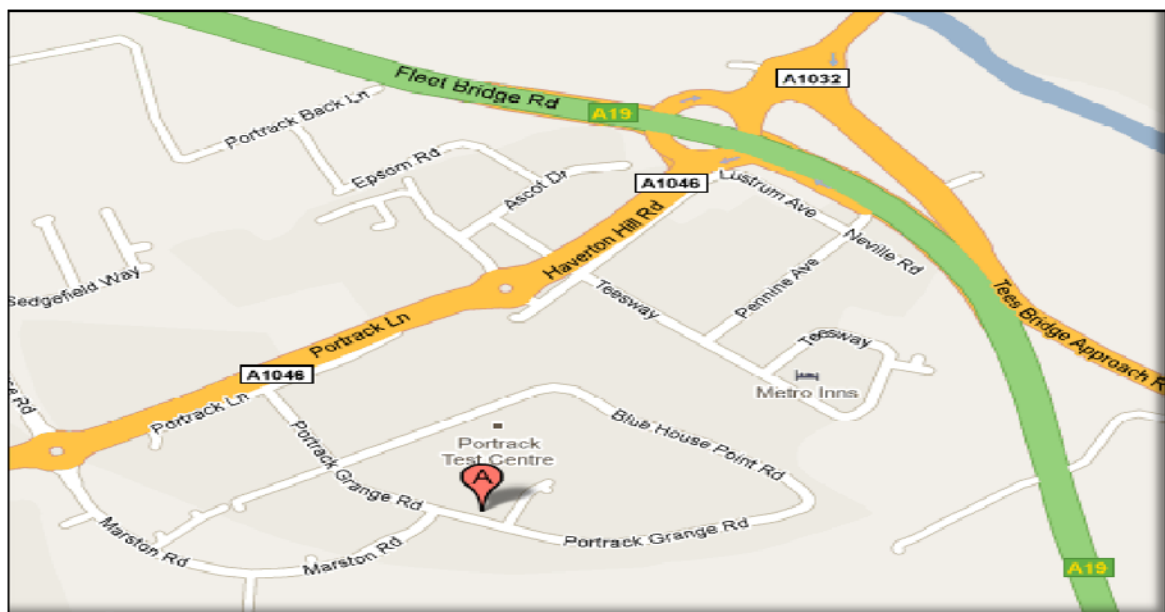 Fleet Bridge Rd
A19
A1032
Portrack Back Ln
Epsom Rd
Ascot Dr
A1046
Lustrum Ave
Haverton Hill Rd
Neville Rd
Sedgefield Way
Teesway
Pennine Ave
Tees Bridge Approach R
Portrack Ln
Teesway
A1046
Metro Inns
Portrack Ln
Blue House Point Rd
Portrack
Test Centre
Portrack Grange Rd
A
Marston Rd
Marston Rd
Portrack Grange Rd
A19